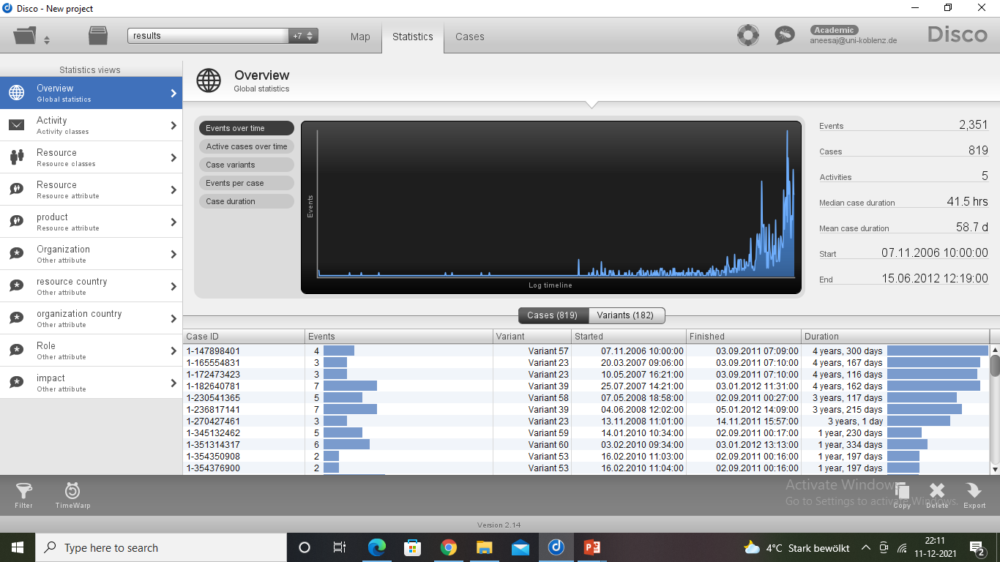 Disco - New project
results
+7
Map
Statistics
Cases
Academic
aneesaj@uni-koblenz.de
Disco
Statistics views
Overview
Global statistics
Activity
Activity classes
Resource
Resource classes
Resource
Resource attribute
product
Resource attribute
Organization
Other attribute
resource country
Other attribute
organization country
Other attribute
Role
Other attribute
impact
Other attribute
Overview
Global statistics
Events over time
Active cases over time
Case variants
Events per case
Case duration
Events
Log timeline
Events 2,351
Cases 819
Activities 5
Median case duration 41.5 hrs
Mean case duration 58.7 d
Start 07.11.2006 10:00:00
End 15.06.2012 12:19:00
Cases (819) Variants (182)
Case ID Events Variant Started Finished Duration
1-147898401 4 Variant 57 07.11.2006 10:00:00 03.09.2011 07:09:00 4 years, 300 days
1-165554831 3 Variant 23 20.03.2007 09:06:00 03.09.2011 07:10:00 4 years, 167 days
1-172473423 3 Variant 23 10.05.2007 16:21:00 03.09.2011 07:10:00 4 years, 116 days
1-182640781 7 Variant 39 25.07.2007 14:21:00 03.01.2012 11:31:00 4 years, 162 days
1-230541365 5 Variant 58 07.05.2008 18:58:00 02.09.2011 00:27:00 3 years, 117 days
1-236817141 7 Variant 39 04.06.2008 12:02:00 05.01.2012 14:09:00 3 years, 215 days
1-270427461 3 Variant 23 13.11.2008 11:01:00 14.11.2011 15:57:00 3 years, 1 day
1-345132462 5 Variant 59 14.01.2010 10:34:00 02.09.2011 00:17:00 1 year, 230 days
1-351314317 6 Variant 60 03.02.2010 09:34:00 03.01.2012 13:13:00 1 year, 334 days
1-354350908 2 Variant 53 16.02.2010 11:03:00 02.09.2011 00:16:00 1 year, 197 days
1-354376900 2 Variant 53 16.02.2010 11:04:00 02.09.2011 00:16:00 1 year, 197 days
Filter
TimeWarp
Activate Windows
Go to Settings to activate Windows.
Copy
Delete
Export
Version 2.14
Type here to search
4°C Stark bewölkt
22:11
11-12-2021
2